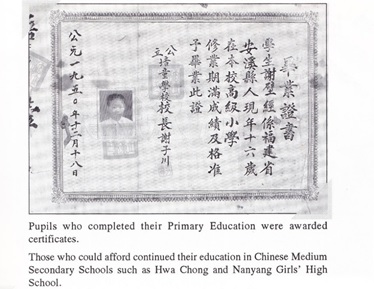 畢業證書
學生謝經係福建省
安溪縣人現年十六歲
在本校高級小學
修業期滿成績及格准
予畢業此證
公立培童學校校長謝子川
公元一九五〇年十二月十八日
Pupils who completed their Primary Education were awarded
certificates.
Those who could afford continued their education in Chinese Medium
Secondary Schools such as Hwa Chong and Nanyang Girls' High
School.